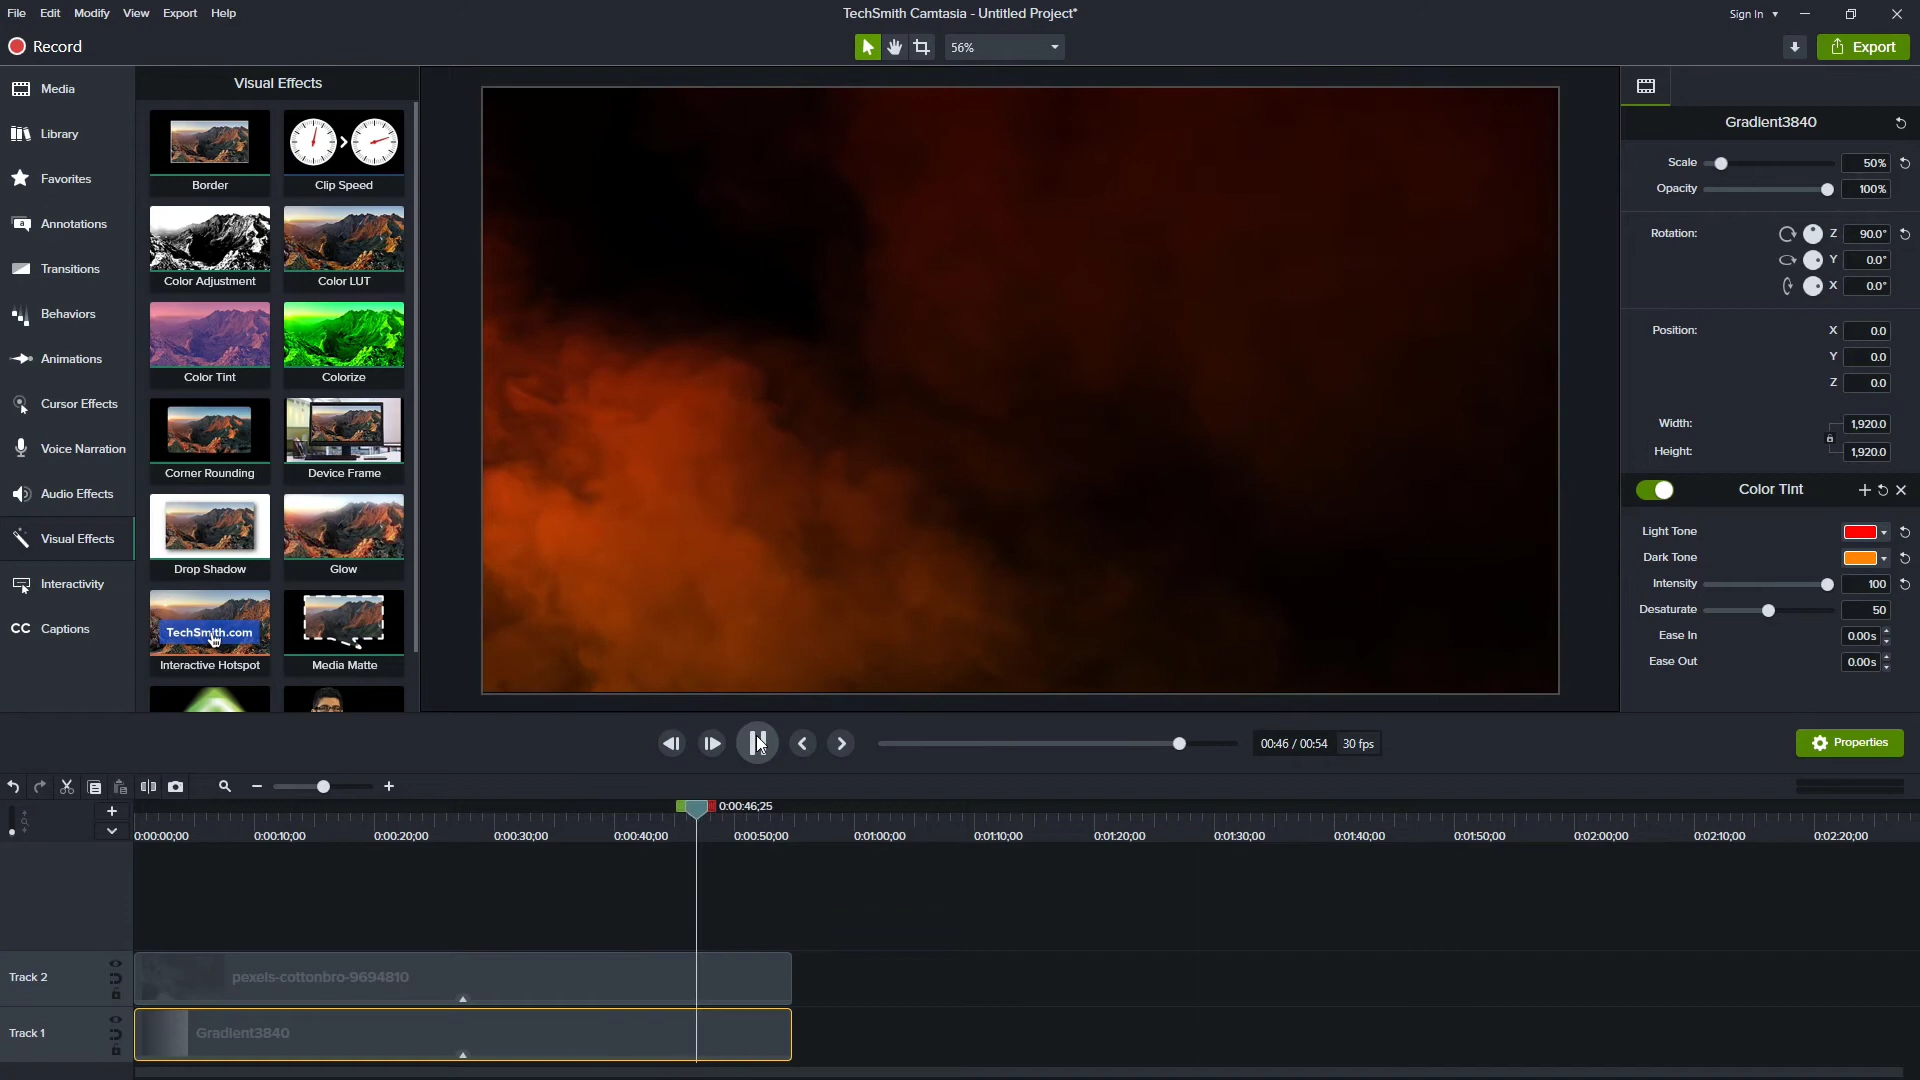 File Edit Modify View Export Help
TechSmith Camtasia - Untitled Project*
Sign In
Record
56%
Export
Media
Library
Favorites
Annotations
Transitions
Behaviors
Animations
Cursor Effects
Voice Narration
Audio Effects
Visual Effects
Interactivity
CC Captions
Visual Effects
Border
Clip Speed
Color Adjustment
Color LUT
Color Tint
Colorize
Corner Rounding
Device Frame
Drop Shadow
Glow
TechSmith.com
Interactive Hotspot
Media Matte
Gradient3840
Scale 50%
Opacity 100%
Rotation: Z 90.0°
Y 0.0°
X 0.0°
Position: X 0.0
Y 0.0
Z 0.0
Width: 1,920.0
Height: 1,920.0
Color Tint
Light Tone
Dark Tone
Intensity 100
Desaturate 50
Ease In 0.00s
Ease Out 0.00s
00:46 / 00:54 30 fps
Properties
0:00:46;25
0:00:00;00 0:00:10;00 0:00:20;00 0:00:30;00 0:00:40;00 0:00:50;00 0:01:00;00 0:01:10;00 0:01:20;00 0:01:30;00 0:01:40;00 0:01:50;00 0:02:00;00 0:02:10;00 0:02:20;00
Track 2
pexels-cottonbro-9694810
Track 1
Gradient3840